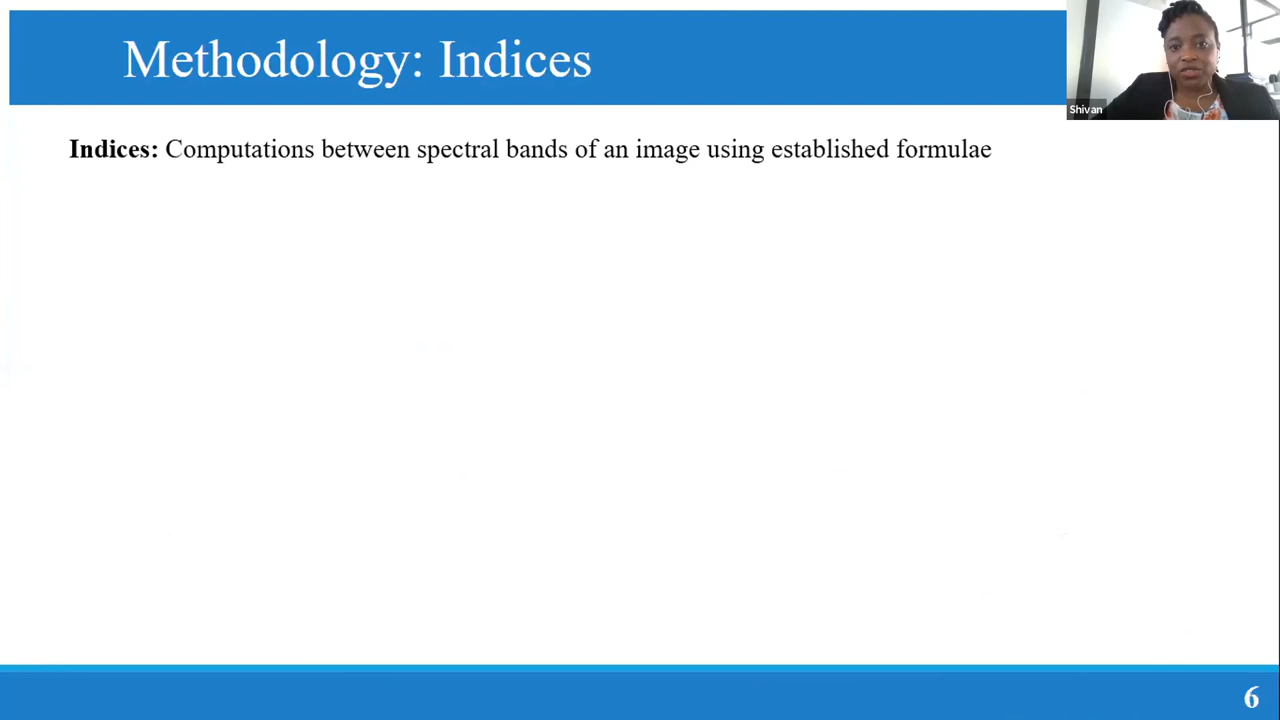 Methodology: Indices
Shivan
Indices: Computations between spectral bands of an image using established formulae
6